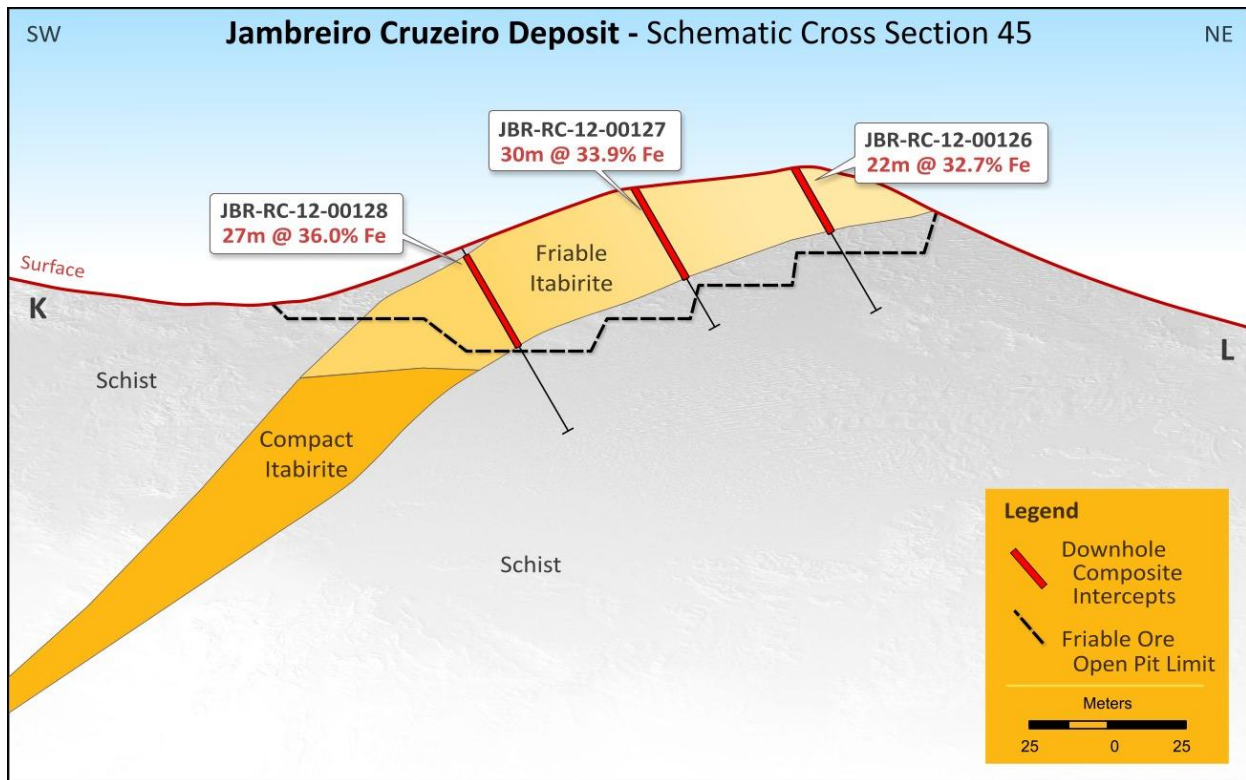 SW
Jambreiro Cruzeiro Deposit - Schematic Cross Section 45
NE
JBR-RC-12-00127
30m @ 33.9% Fe
JBR-RC-12-00126
22m @ 32.7% Fe
JBR-RC-12-00128
27m @ 36.0% Fe
Surface
K
Friable
Itabirite
L
Schist
Compact
Itabirite
Schist
Legend
Downhole
Composite
Intercepts
Friable Ore
Open Pit Limit
Meters
25 0 25